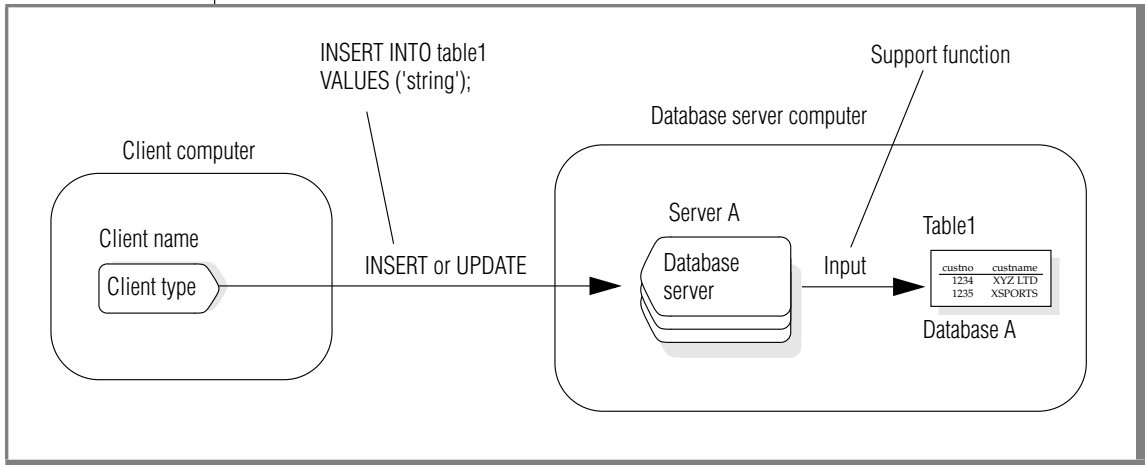 INSERT INTO table1
VALUES ('string');
Support function
Database server computer
Client computer
Server A
Table1
Client name
Client type
INSERT or UPDATE
Database
server
Input
custno custname
1234 XYZ LTD
1235 XSPORTS
Database A